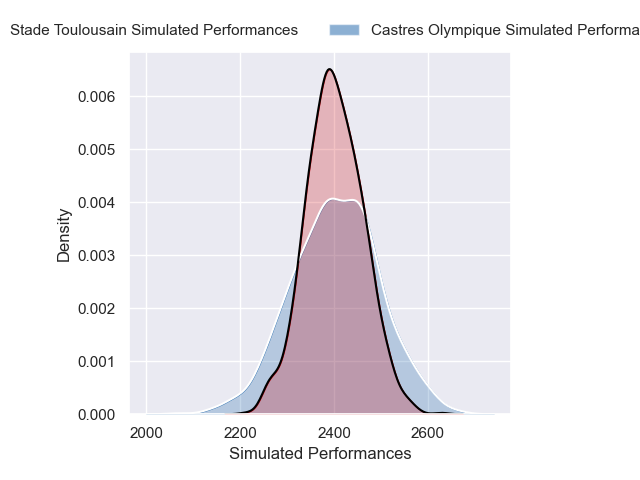 Stade Toulousain Simulated Performances Castres Olympique Simulated Performa
0.006
0.005
0.004
0.003
0.002
0.001
0.000
Density
2000 2200 2400 2600
Simulated Performances